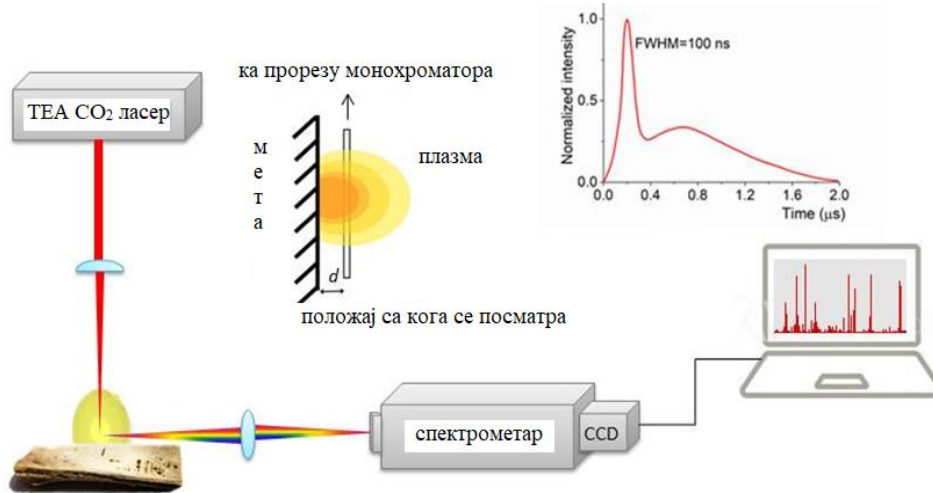 ТЕА CO₂ ласер
ка прорезу монохроматора
м
е
т
а
плазма
d
положај са кога се посматра
Normalized intensity
1.0
0.5
0.0
FWHM=100 ns
0.0 0.4 0.8 1.2 1.6 2.0
Time (μs)
спектрометар
CCD